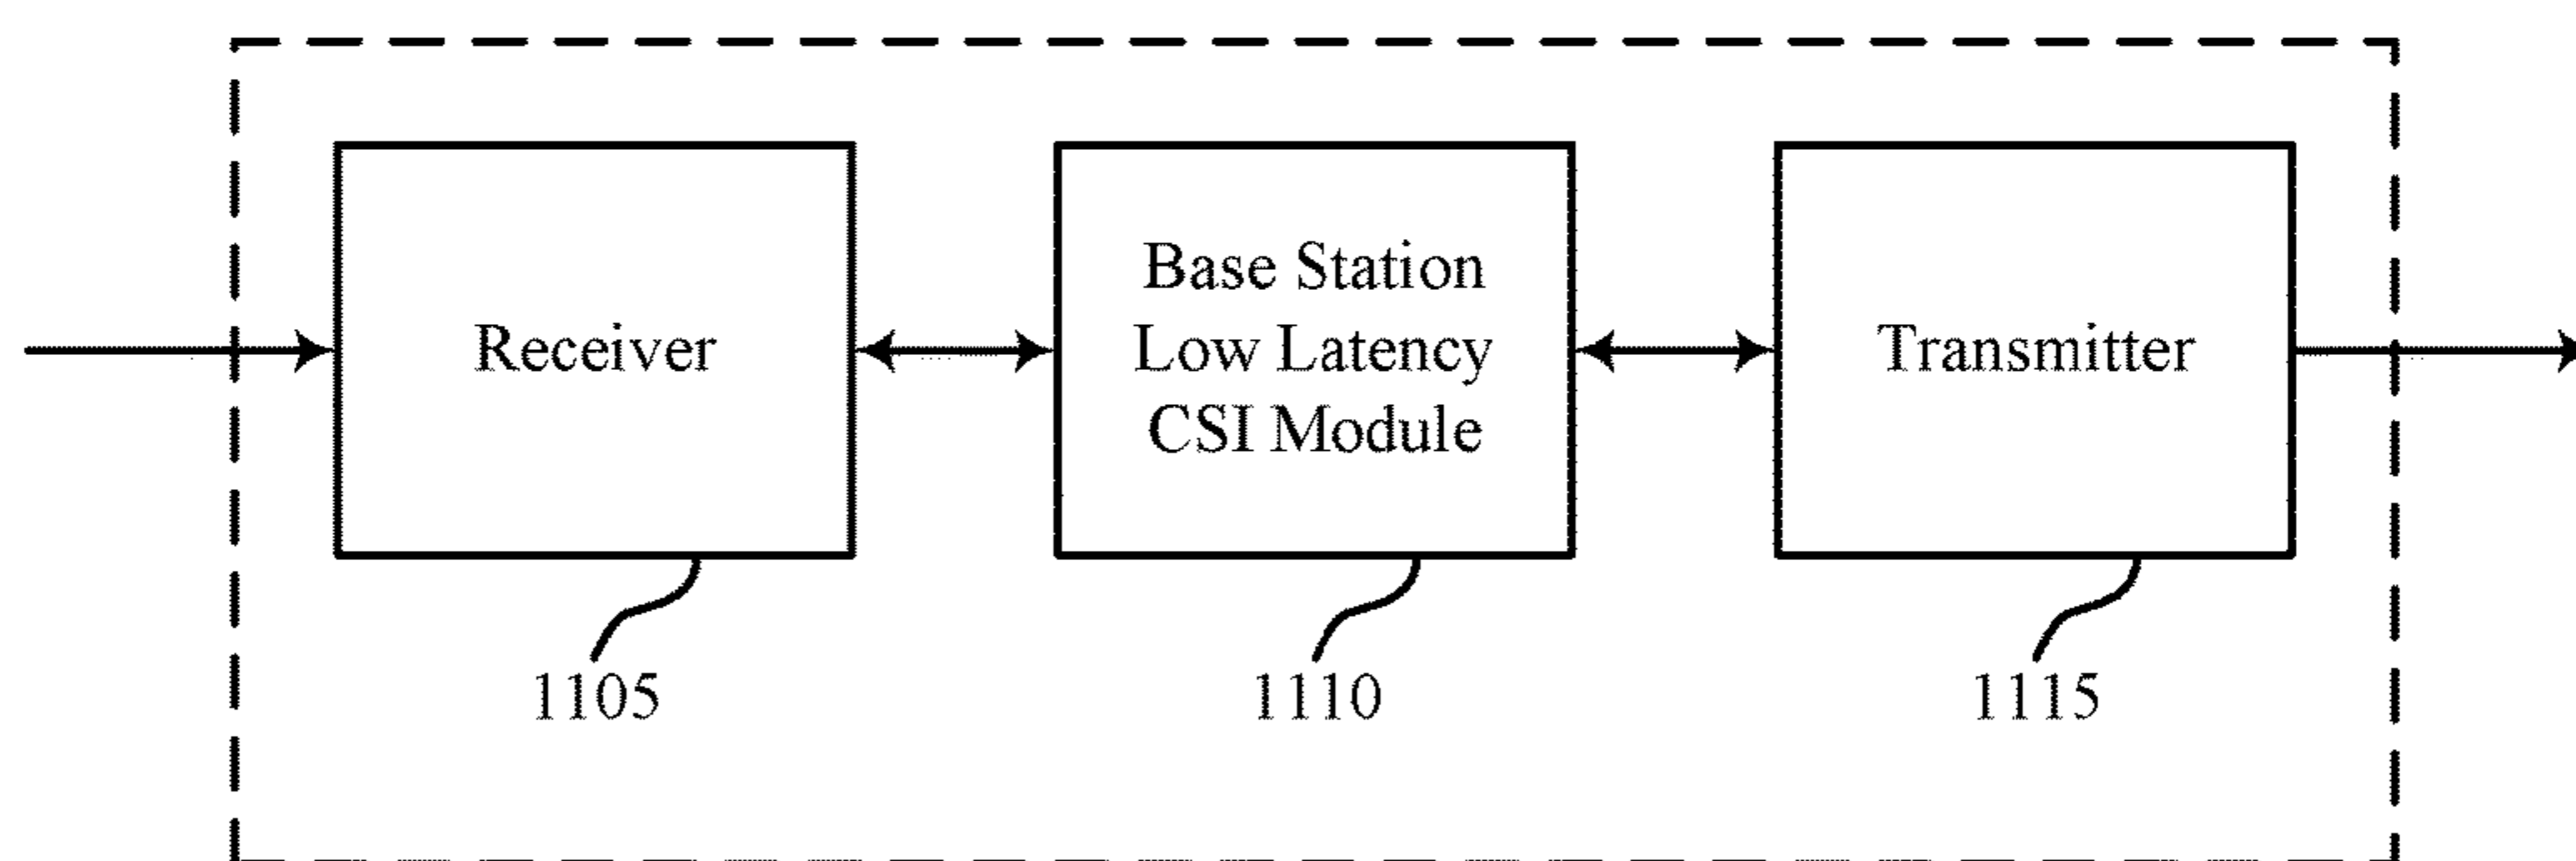 Receiver
Base Station
Low Latency
CSI Module
Transmitter
1105
1110
1115